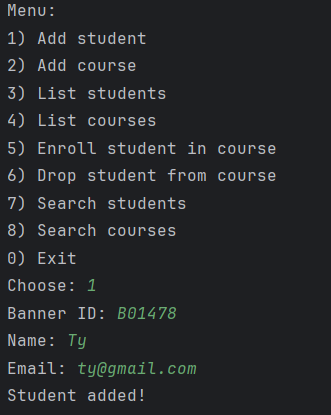 Menu:
1) Add student
2) Add course
3) List students
4) List courses
5) Enroll student in course
6) Drop student from course
7) Search students
8) Search courses
0) Exit
Choose: 1
Banner ID: B01478
Name: Ty
Email: ty@gmail.com
Student added!